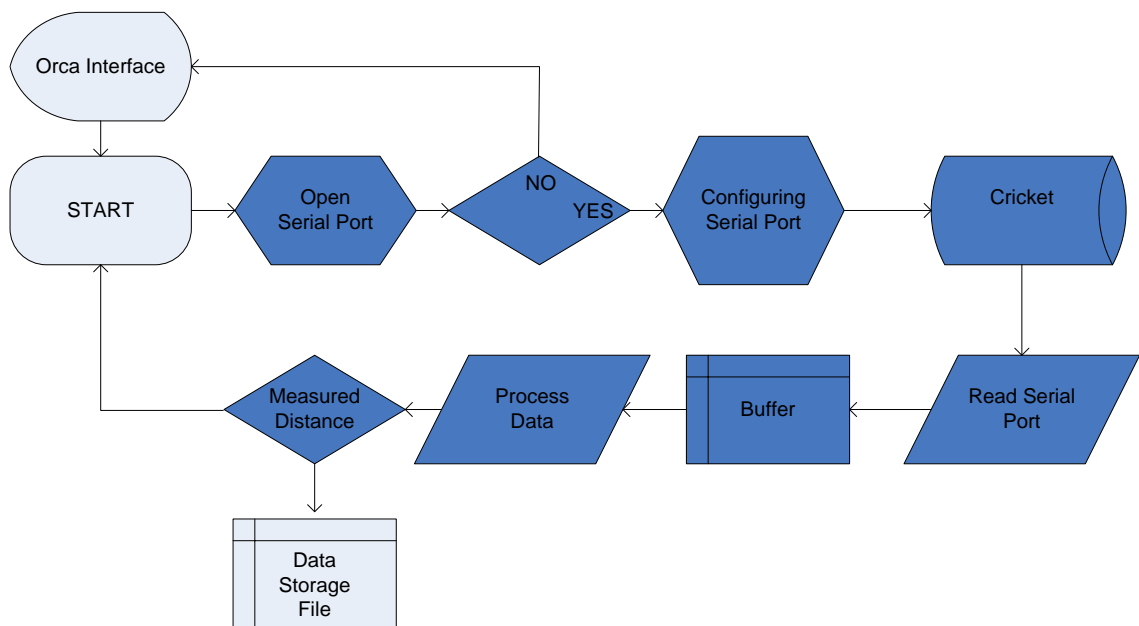 Orca Interface
START
Open
Serial Port
NO
YES
Configuring
Serial Port
Cricket
Measured
Distance
Process
Data
Buffer
Read Serial
Port
Data
Storage
File